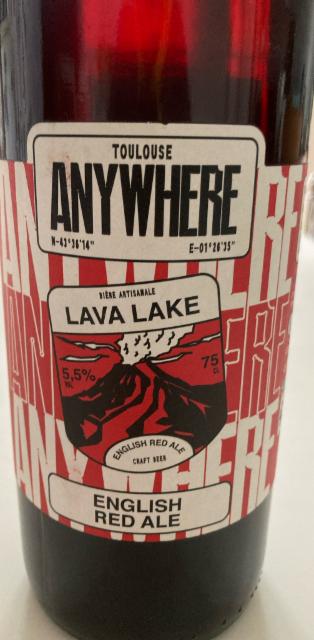 TOULOUSE
ANYWHERE
N-43°36'14" E-01°26'35"
BIÈRE ARTISANALE
LAVA LAKE
5,5% 75
VOL CL
ENGLISH RED ALE
CRAFT BEER
ENGLISH
RED ALE